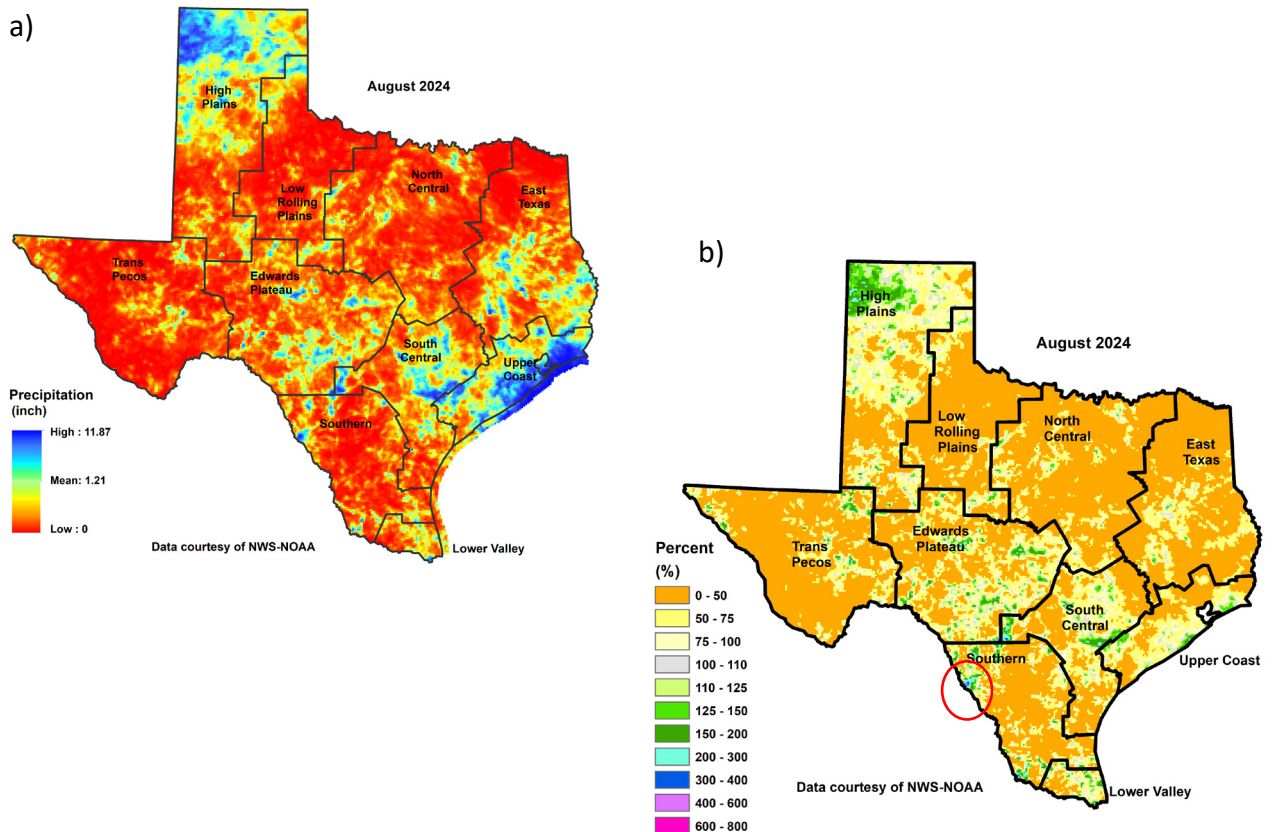 a)
August 2024
High
Plains
Low
Rolling
Plains
North
Central
East
Texas
Trans
Pecos
Edwards
Plateau
South
Central
Upper
Coast
Southern
Lower Valley
Precipitation
(inch)
High : 11.87
Mean: 1.21
Low : 0
Data courtesy of NWS-NOAA
b)
August 2024
High
Plains
Low
Rolling
Plains
North
Central
East
Texas
Trans
Pecos
Edwards
Plateau
South
Central
Upper Coast
Southern
Lower Valley
Percent
(%)
0 - 50
50 - 75
75 - 100
100 - 110
110 - 125
125 - 150
150 - 200
200 - 300
300 - 400
400 - 600
600 - 800
Data courtesy of NWS-NOAA